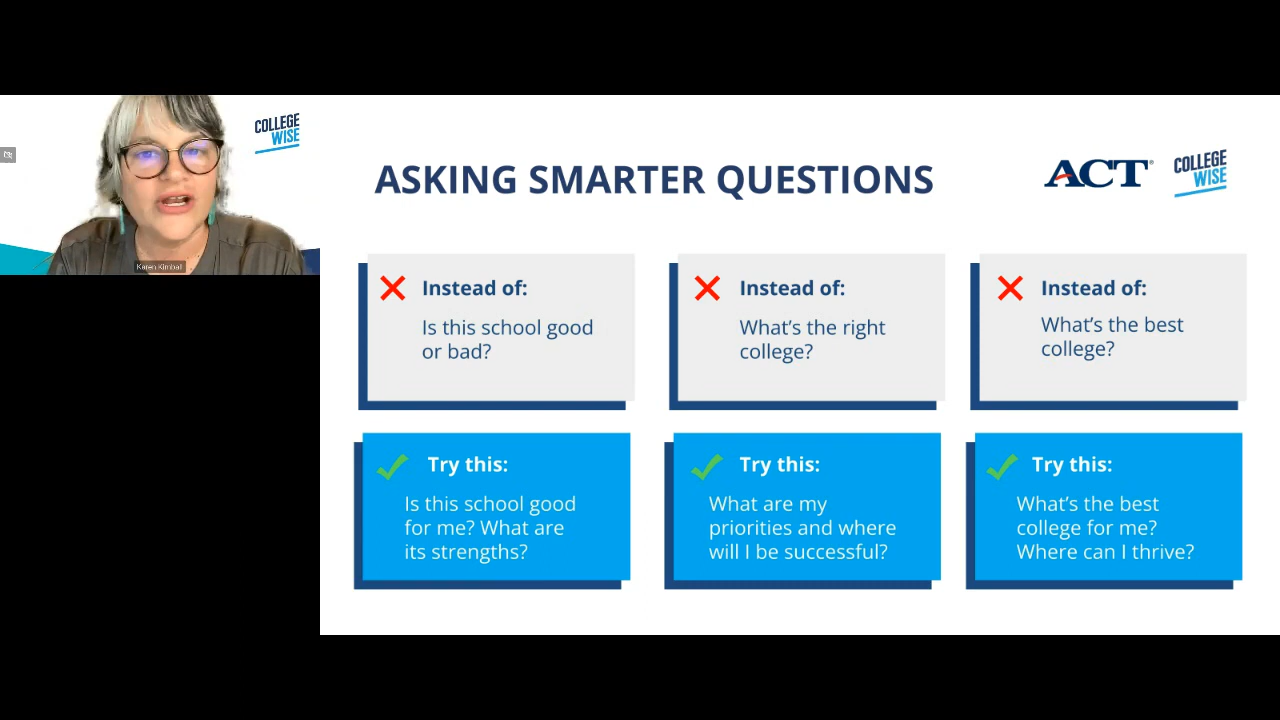 COLLEGE
WISE
Karen Kimball
ASKING SMARTER QUESTIONS
ACT®
COLLEGE
WISE
Instead of:
Is this school good
or bad?
Instead of:
What's the right
college?
Instead of:
What's the best
college?
Try this:
Is this school good
for me? What are
its strengths?
Try this:
What are my
priorities and where
will I be successful?
Try this:
What's the best
college for me?
Where can I thrive?